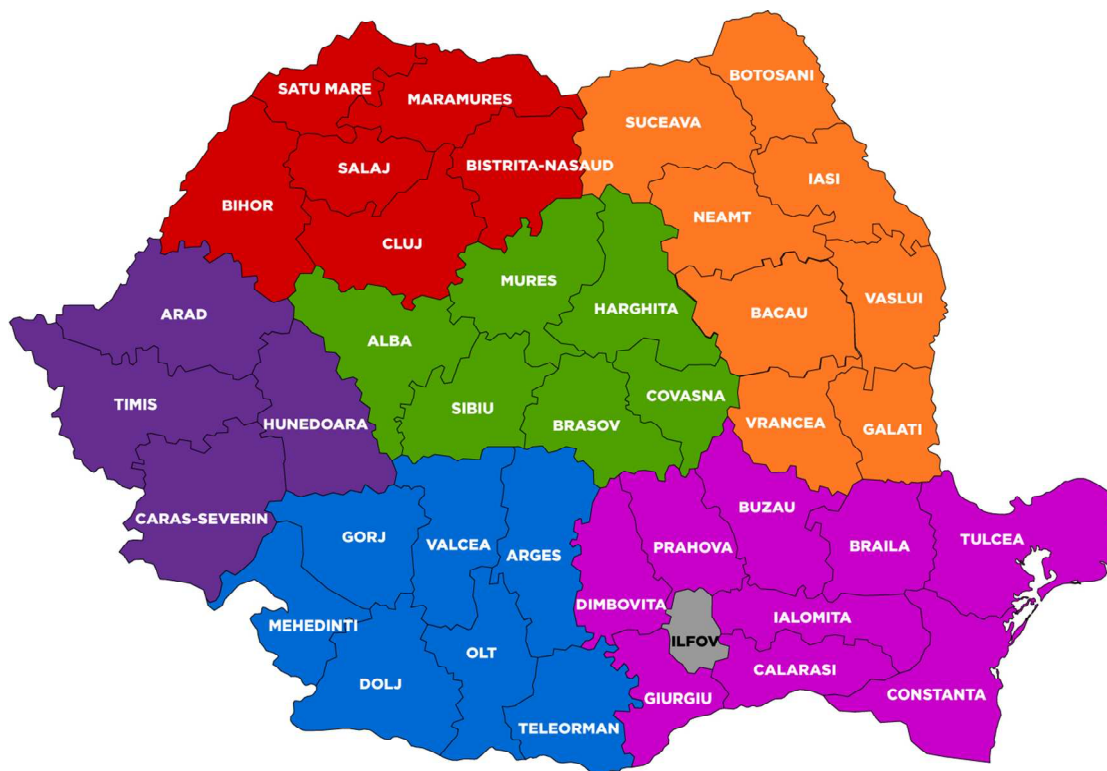 BOTOSANI
SATU MARE
MARAMURES
SUCEAVA
BISTRITA-NASAUD
SALAJ
IASI
BIHOR
NEAMT
CLUJ
MURES
VASLUI
HARGHITA
ARAD
BACAU
ALBA
COVASNA
TIMIS
SIBIU
HUNEDOARA
BRASOV
VRANCEA
GALATI
BUZAU
CARAS-SEVERIN
GORJ
VALCEA
ARGES
PRAHOVA
BRAILA
TULCEA
DIMBOVITA
IALOMITA
MEHEDINTI
ILFOV
OLT
CALARASI
DOLJ
GIURGIU
CONSTANTA
TELEORMAN